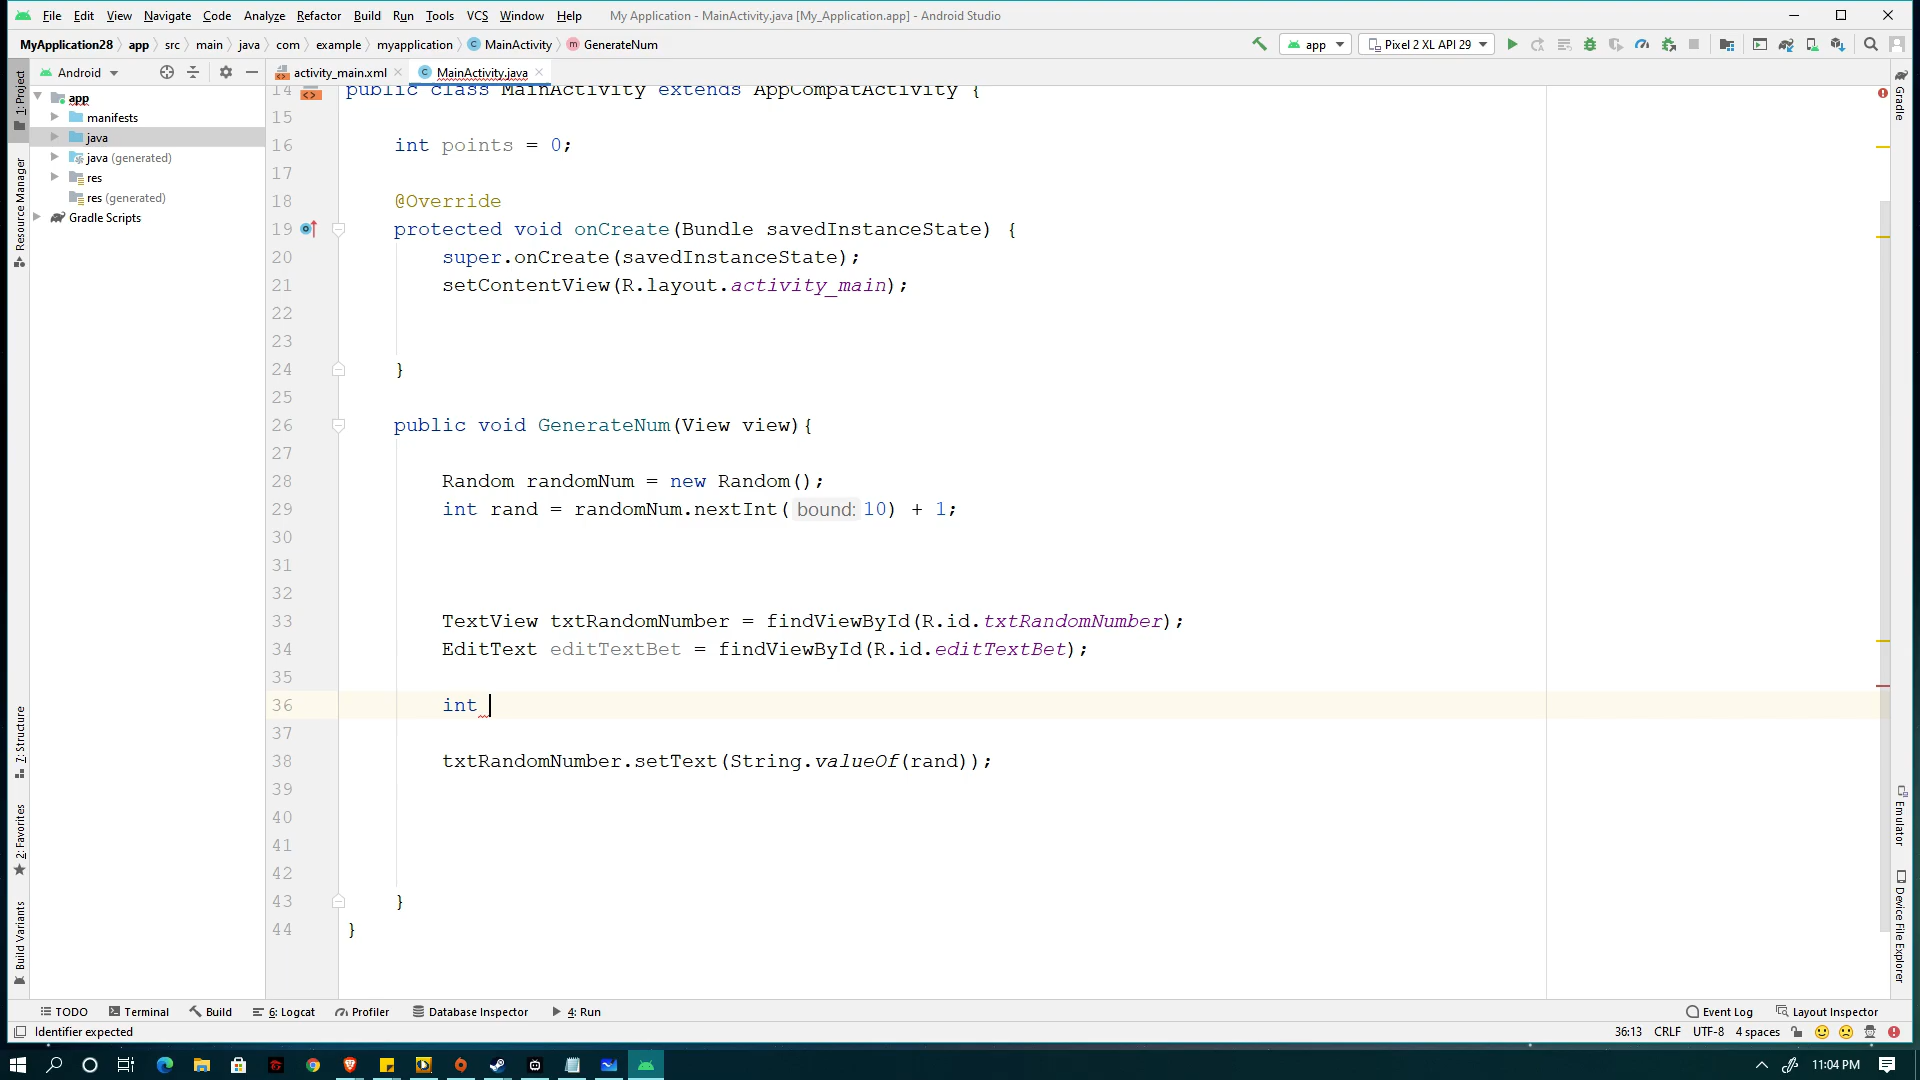 File Edit View Navigate Code Analyze Refactor Build Run Tools VCS Window Help My Application - MainActivity.java [My_Application.app] - Android Studio
MyApplication28 app src main java com example myapplication C MainActivity m GenerateNum app Pixel 2 XL API 29
Android activity_main.xml C MainActivity.java
1: Project
Resource Manager
7: Structure
2: Favorites
Build Variants
app
manifests
java
java (generated)
res
res (generated)
Gradle Scripts
14 public class MainActivity extends AppCompatActivity {
15
16 int points = 0;
17
18 @Override
19 protected void onCreate(Bundle savedInstanceState) {
20 super.onCreate(savedInstanceState);
21 setContentView(R.layout.activity_main);
22
23
24 }
25
26 public void GenerateNum(View view){
27
28 Random randomNum = new Random();
29 int rand = randomNum.nextInt( bound: 10) + 1;
30
31
32
33 TextView txtRandomNumber = findViewById(R.id.txtRandomNumber);
34 EditText editTextBet = findViewById(R.id.editTextBet);
35
36 int
37
38 txtRandomNumber.setText(String.valueOf(rand));
39
40
41
42
43 }
44 }
Gradle
Emulator
Device File Explorer
TODO Terminal Build 6: Logcat Profiler Database Inspector 4: Run Event Log Layout Inspector
Identifier expected 36:13 CRLF UTF-8 4 spaces
11:04 PM